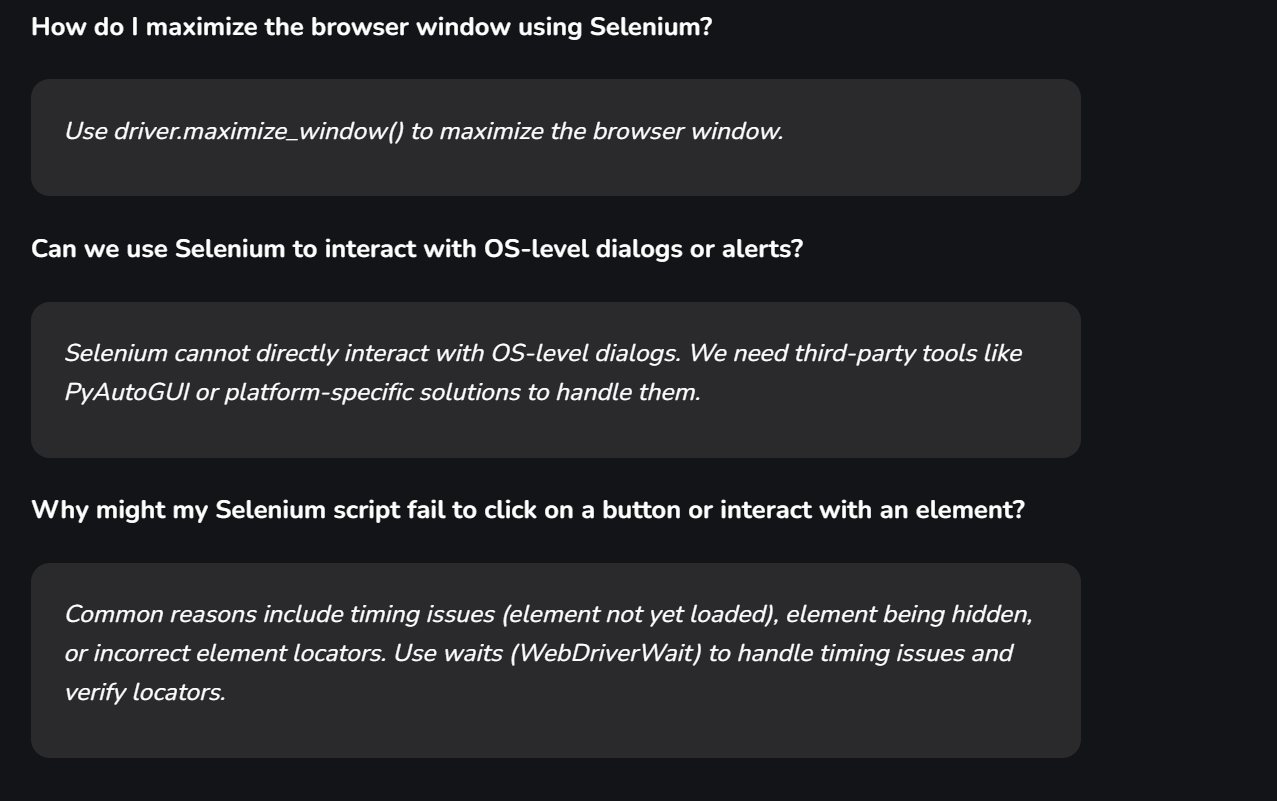 How do I maximize the browser window using Selenium?
Use driver.maximize_window() to maximize the browser window.
Can we use Selenium to interact with OS-level dialogs or alerts?
Selenium cannot directly interact with OS-level dialogs. We need third-party tools like
PyAutoGUI or platform-specific solutions to handle them.
Why might my Selenium script fail to click on a button or interact with an element?
Common reasons include timing issues (element not yet loaded), element being hidden,
or incorrect element locators. Use waits (WebDriverWait) to handle timing issues and
verify locators.